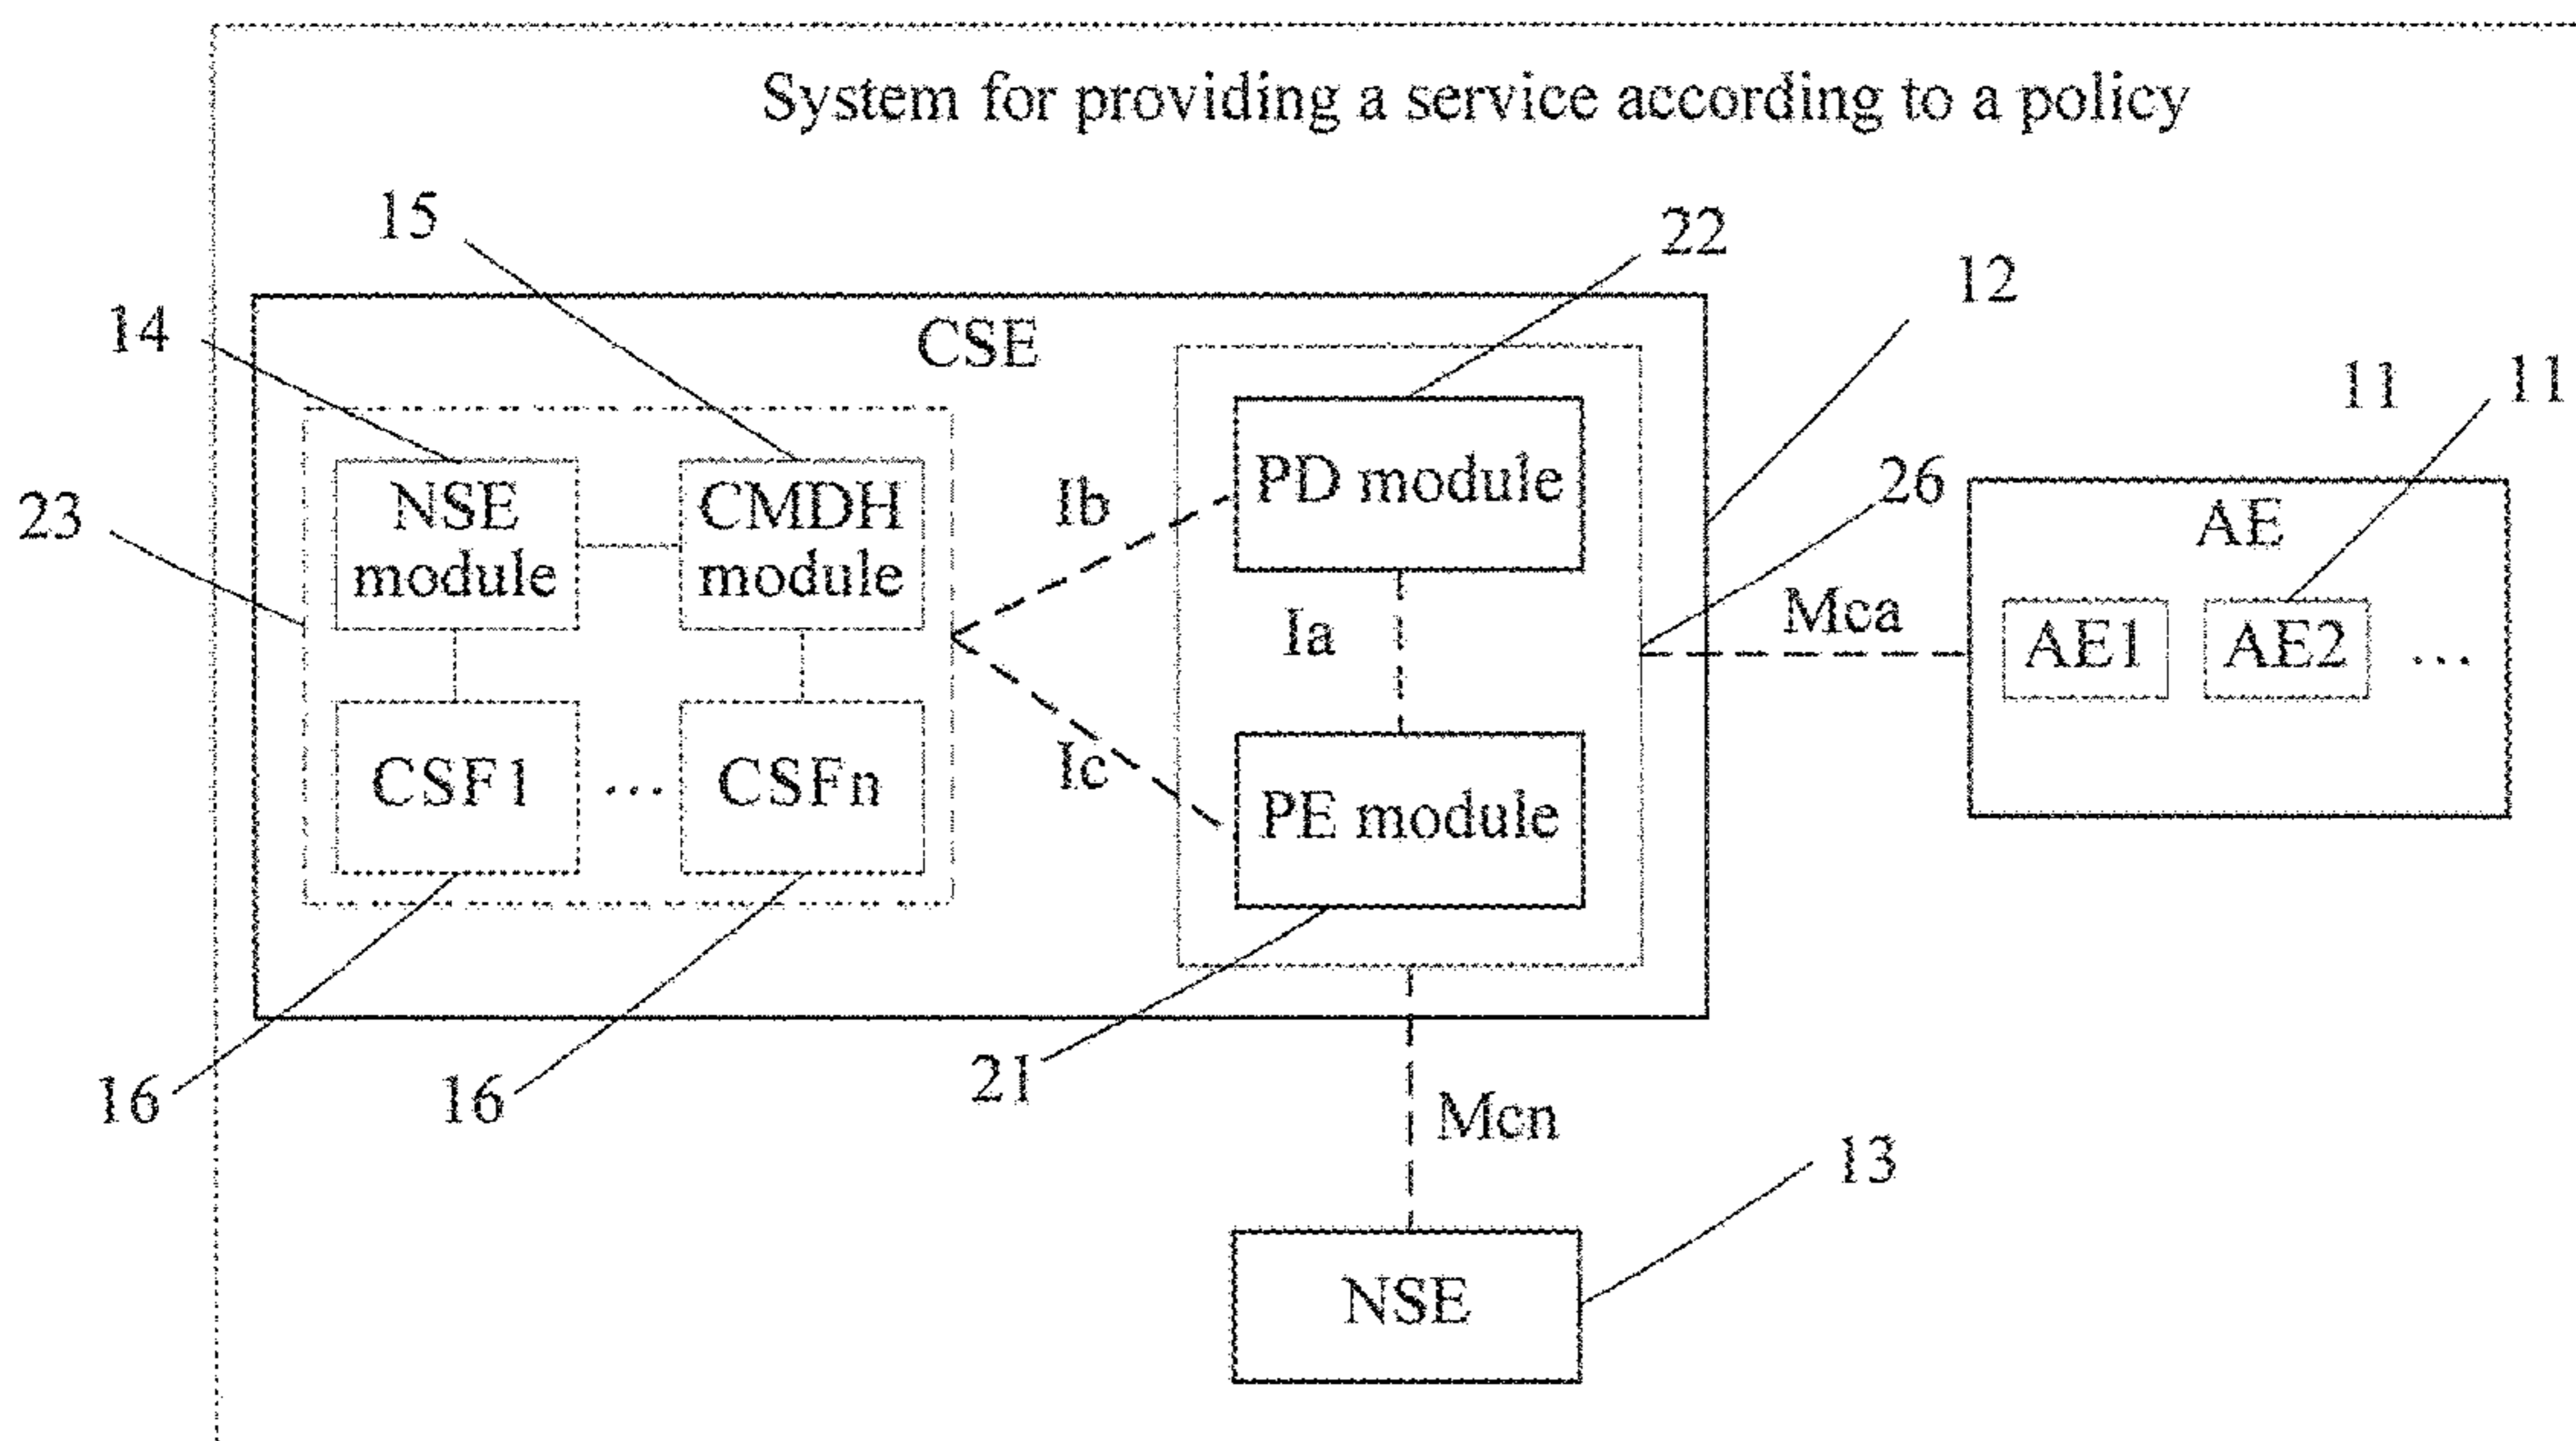 System for providing a service according to a policy
15
22
12
14
CSE
11
11
23
NSE
module
CMDH
module
Ib
PD module
26
AE
Ia
Mca
AE1
AE2
...
CSF1
...
CSFn
Ic
PE module
16
16
21
Mcn
13
NSE